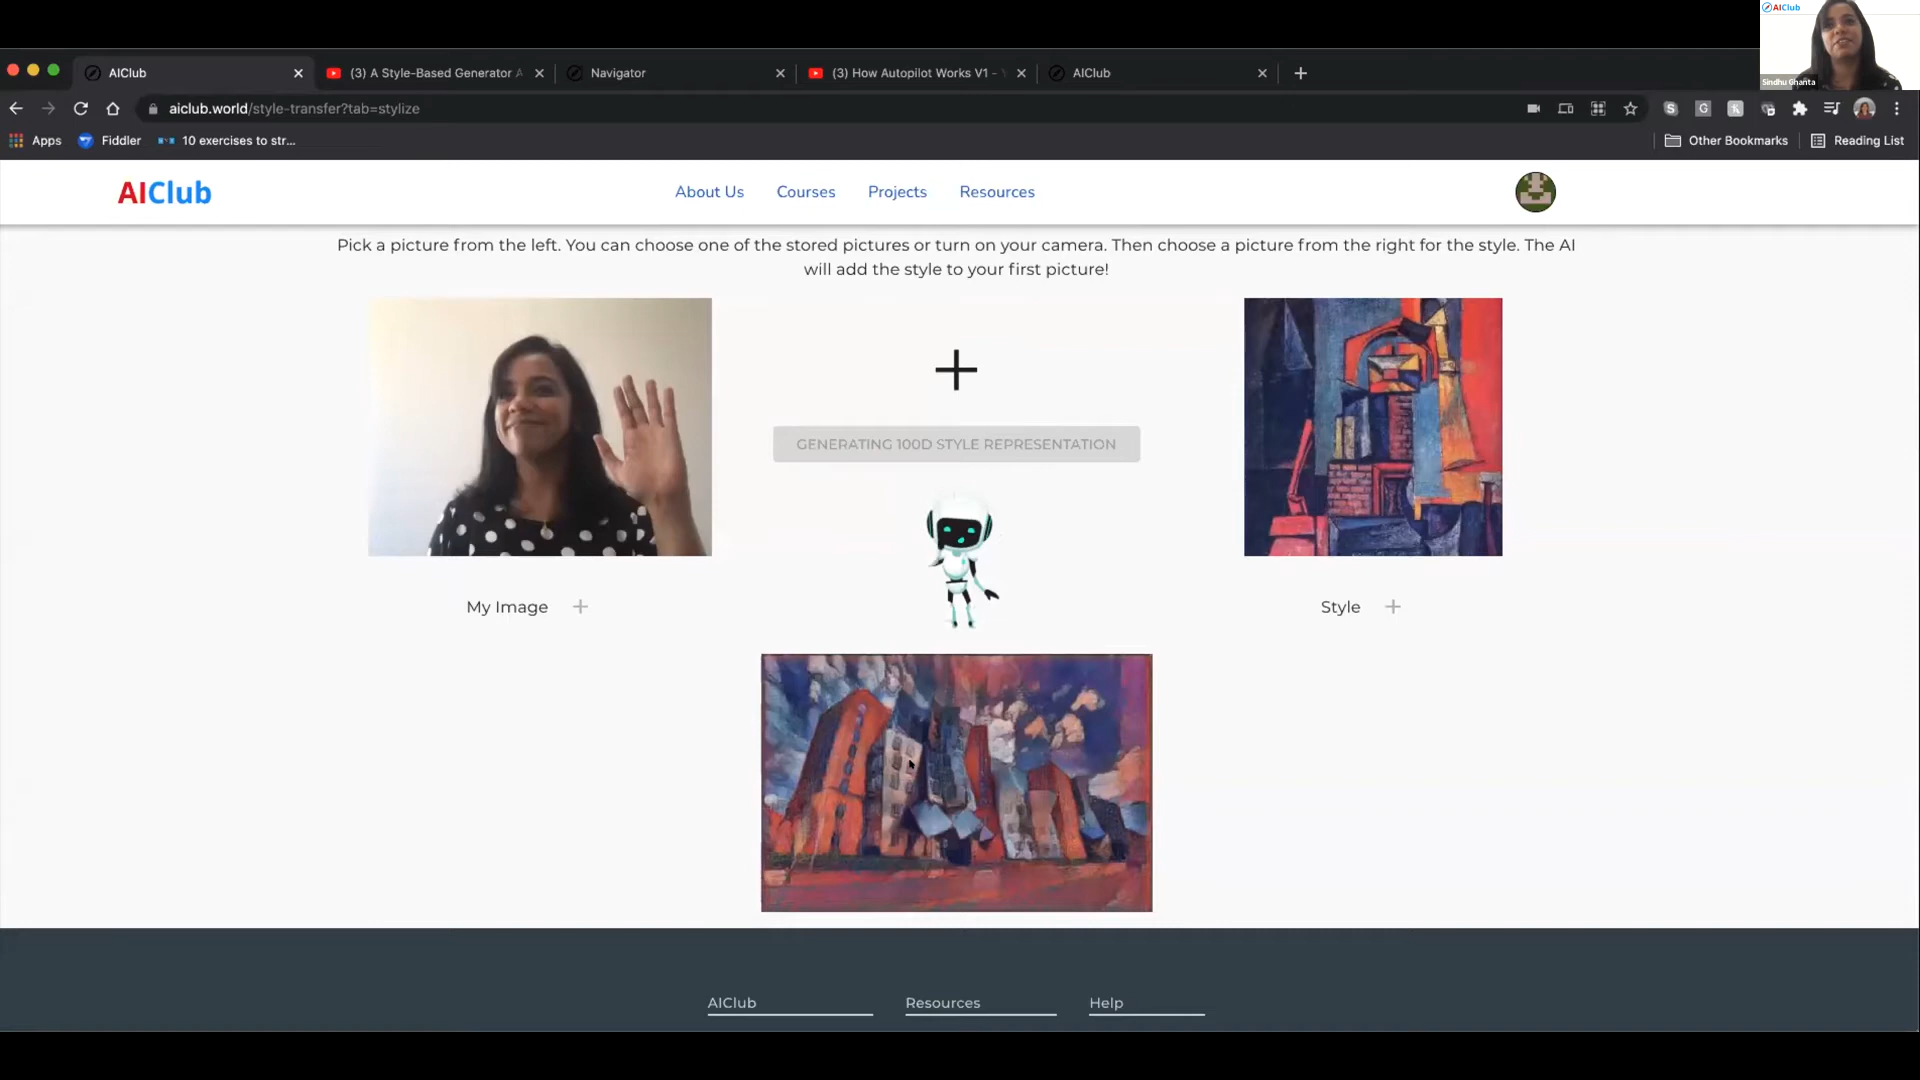 AIClub
Sindhu Ghanta
AIClub
(3) A Style-Based Generator A
Navigator
(3) How Autopilot Works V1 -
AIClub
aiclub.world/style-transfer?tab=stylize
Apps
Fiddler
10 exercises to str...
Other Bookmarks
Reading List
AIClub
About Us
Courses
Projects
Resources
Pick a picture from the left. You can choose one of the stored pictures or turn on your camera. Then choose a picture from the right for the style. The AI
will add the style to your first picture!
GENERATING 100D STYLE REPRESENTATION
My Image +
Style +
AIClub
Resources
Help